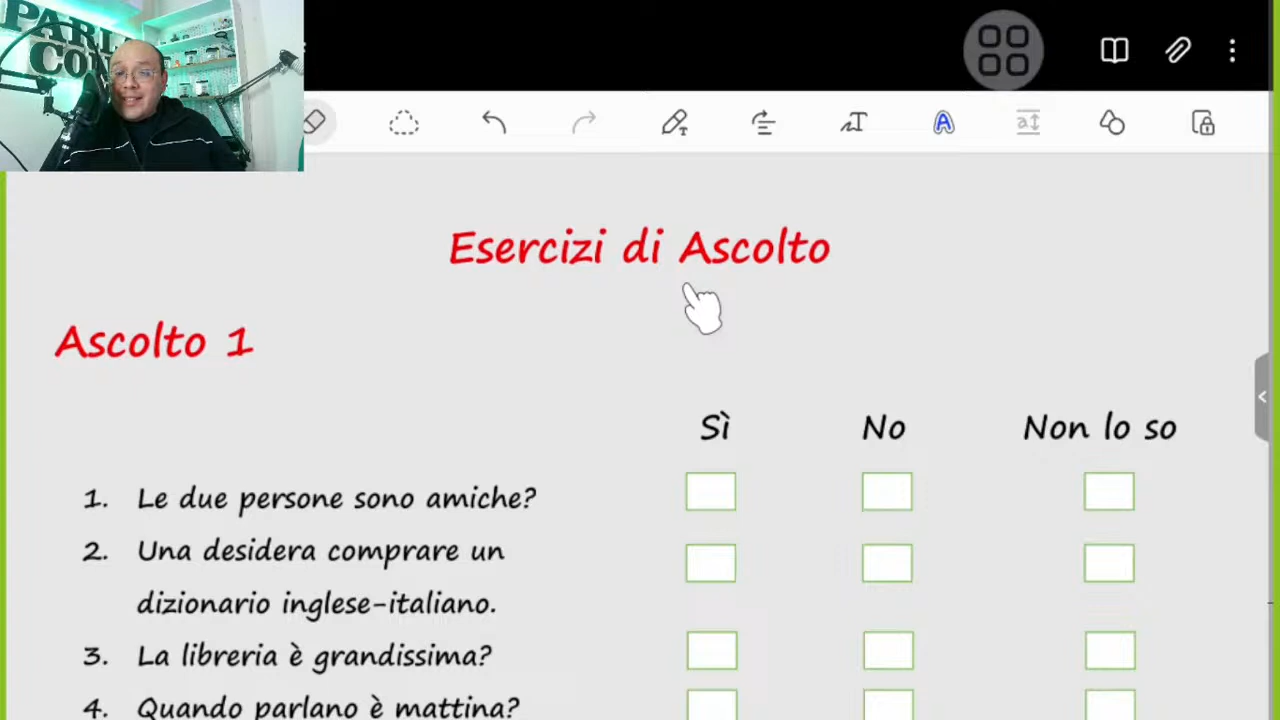 Esercizi di Ascolto
Ascolto 1
Sì No Non lo so
1. Le due persone sono amiche?
2. Una desidera comprare un
dizionario inglese-italiano.
3. La libreria è grandissima?
4. Quando parlano è mattina?